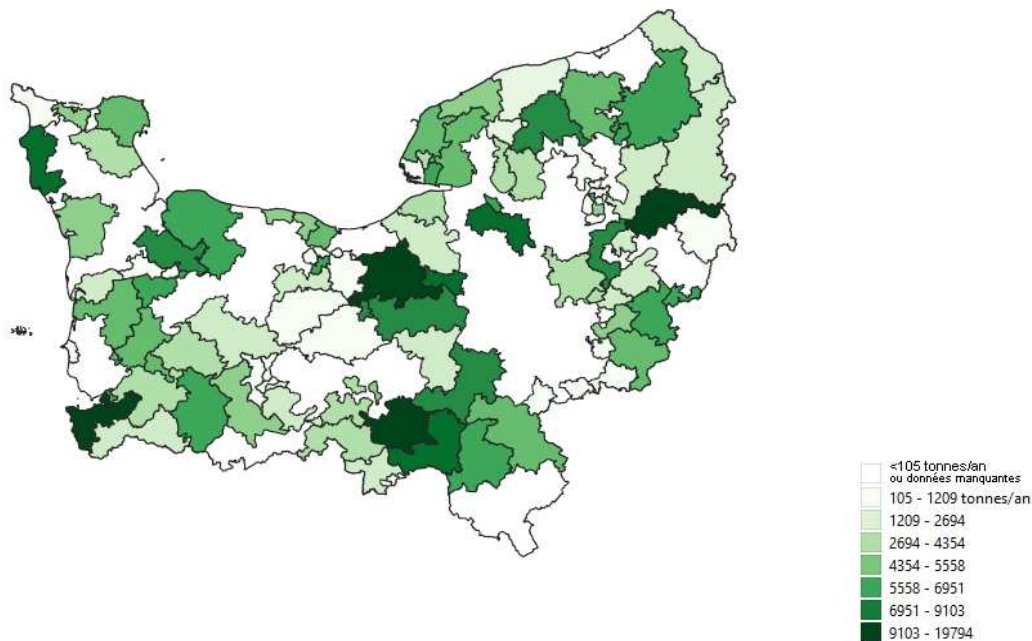 <105 tonnes/an
ou données manquantes
105 - 1209 tonnes/an
1209 - 2694
2694 - 4354
4354 - 5558
5558 - 6951
6951 - 9103
9103 - 19794